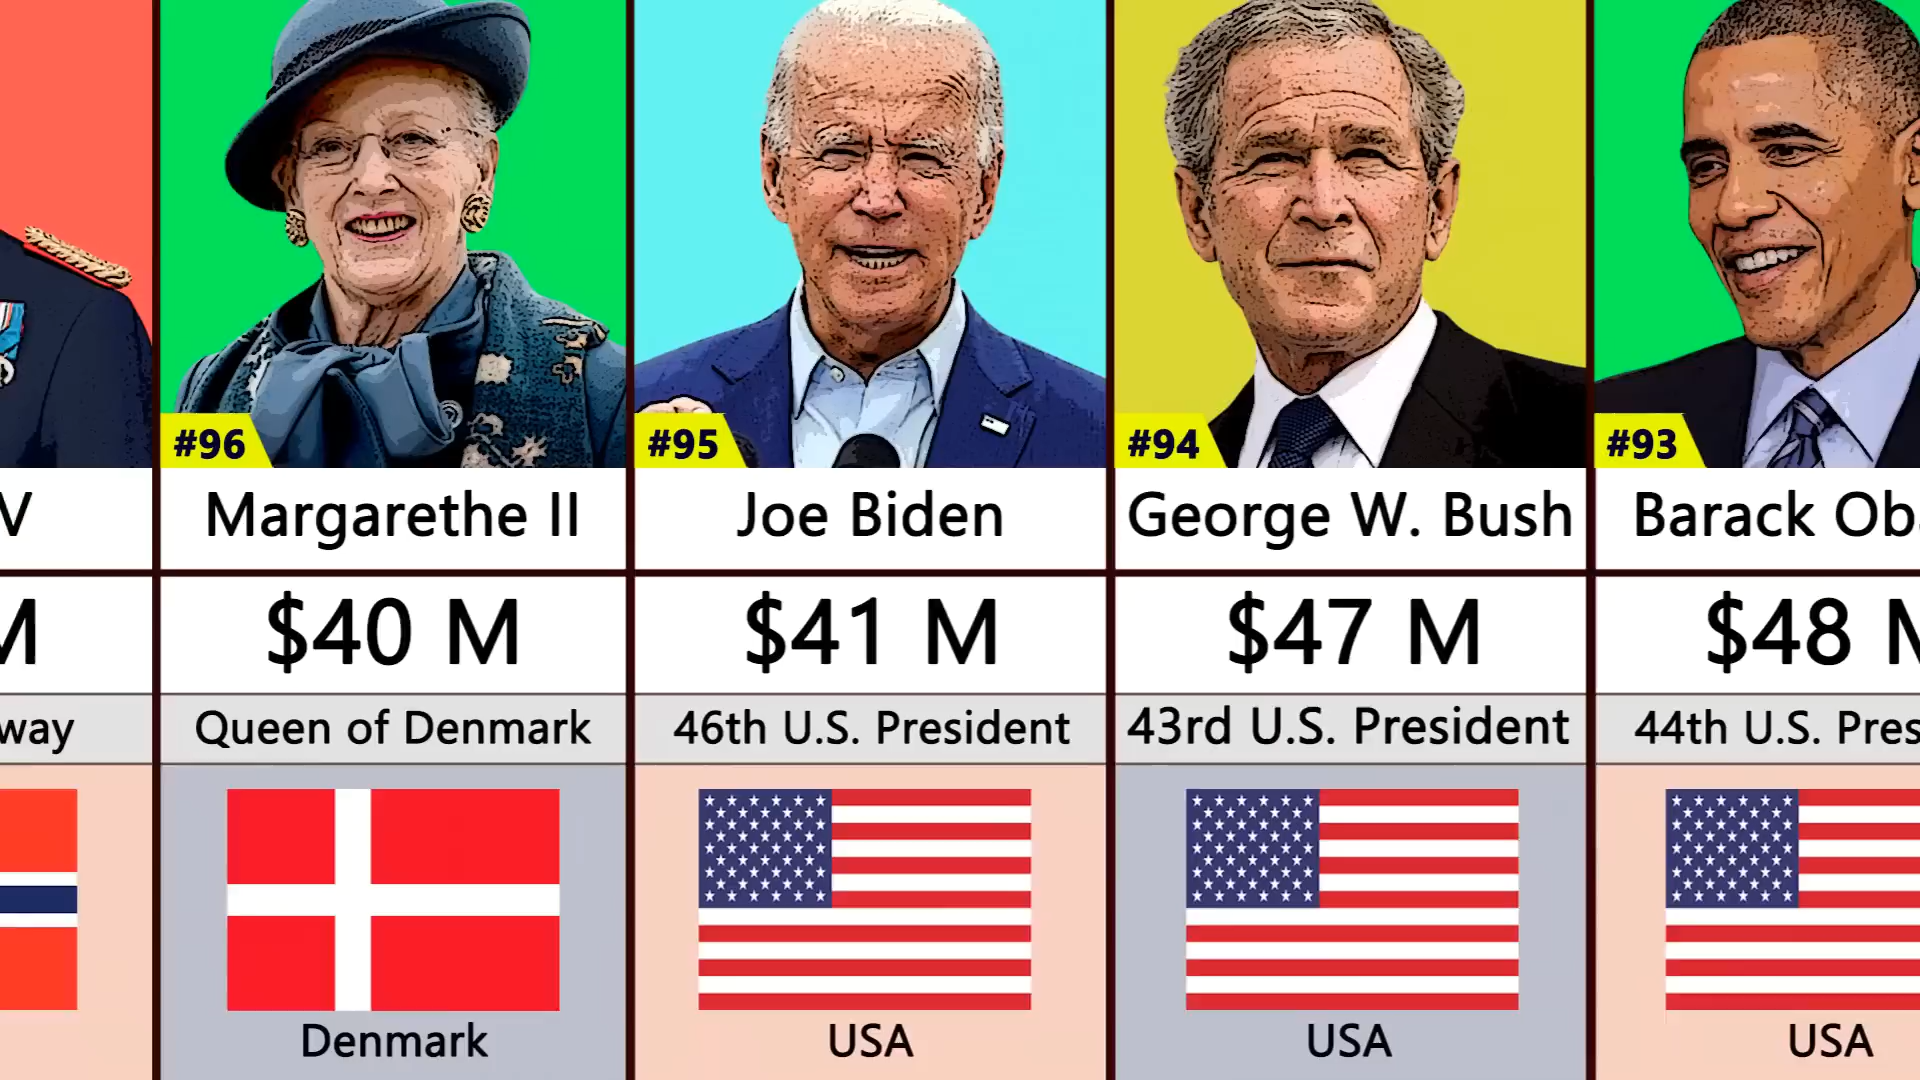 #96
#95
#94
#93
V
Margarethe II
Joe Biden
George W. Bush
Barack Ob
M
$40 M
$41 M
$47 M
$48 M
way
Queen of Denmark
46th U.S. President
43rd U.S. President
44th U.S. Pres
Denmark
USA
USA
USA